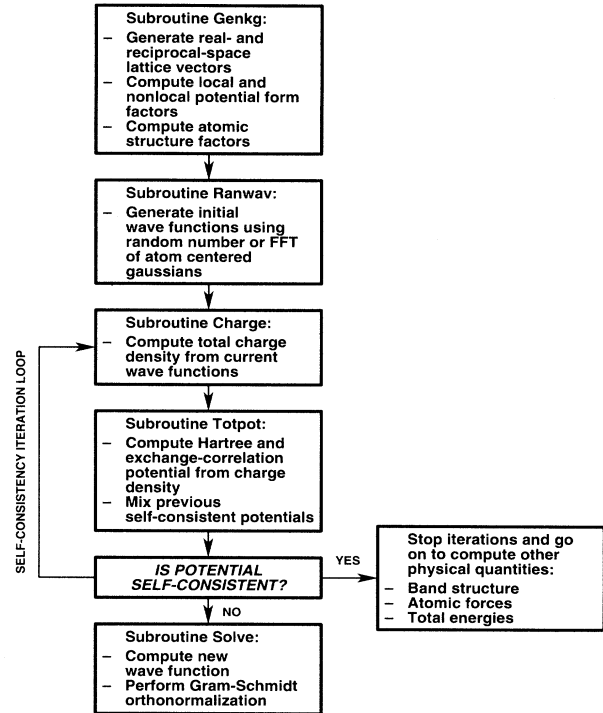 Subroutine Genkg:
– Generate real- and
reciprocal-space
lattice vectors
– Compute local and
nonlocal potential form
factors
– Compute atomic
structure factors
Subroutine Ranwav:
– Generate initial
wave functions using
random number or FFT
of atom centered
gaussians
Subroutine Charge:
– Compute total charge
density from current
wave functions
SELF-CONSISTENCY ITERATION LOOP
Subroutine Totpot:
– Compute Hartree and
exchange-correlation
potential from charge
density
– Mix previous
self-consistent potentials
IS POTENTIAL
SELF-CONSISTENT?
YES
Stop iterations and go
on to compute other
physical quantities:
– Band structure
– Atomic forces
– Total energies
NO
Subroutine Solve:
– Compute new
wave function
– Perform Gram-Schmidt
orthonormalization